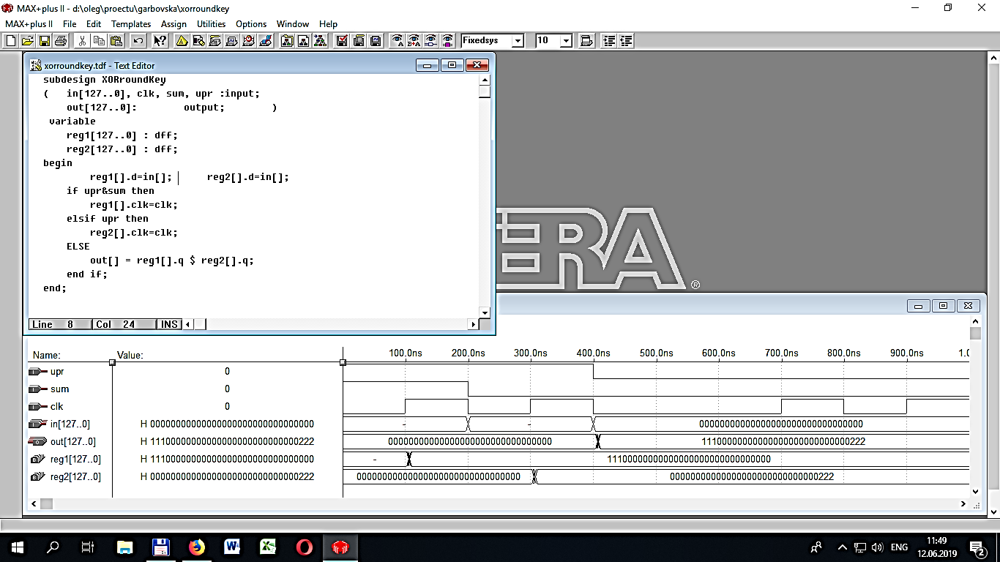 MAX+plus II - d:\oleg\proectu\garbovska\xorroundkey
MAX+plus II File Edit Templates Assign Utilities Options Window Help
Fixedsys 10
xorroundkey.tdf - Text Editor
subdesign XORroundKey
( in[127..0], clk, sum, upr :input;
out[127..0]: output; )
variable
reg1[127..0] : dff;
reg2[127..0] : dff;
begin
reg1[].d=in[]; reg2[].d=in[];
if upr&sum then
reg1[].clk=clk;
elsif upr then
reg2[].clk=clk;
ELSE
out[] = reg1[].q $ reg2[].q;
end if;
end;
Line 8 Col 24 INS
ERA ®
Name: Value: 100.0ns 200.0ns 300.0ns 400.0ns 500.0ns 600.0ns 700.0ns 800.0ns 900.0ns 1.0
upr 0
sum 0
clk 0
in[127..0] H 00000000000000000000000000000000 - - 00000000000000000000000000000000
out[127..0] H 11100000000000000000000000000222 00000000000000000000000000000000 11100000000000000000000000000222
reg1[127..0] H 11100000000000000000000000000000 - 11100000000000000000000000000000
reg2[127..0] H 00000000000000000000000000000222 00000000000000000000000000000000 00000000000000000000000000000222
ENG 11:49
12.06.2019
2